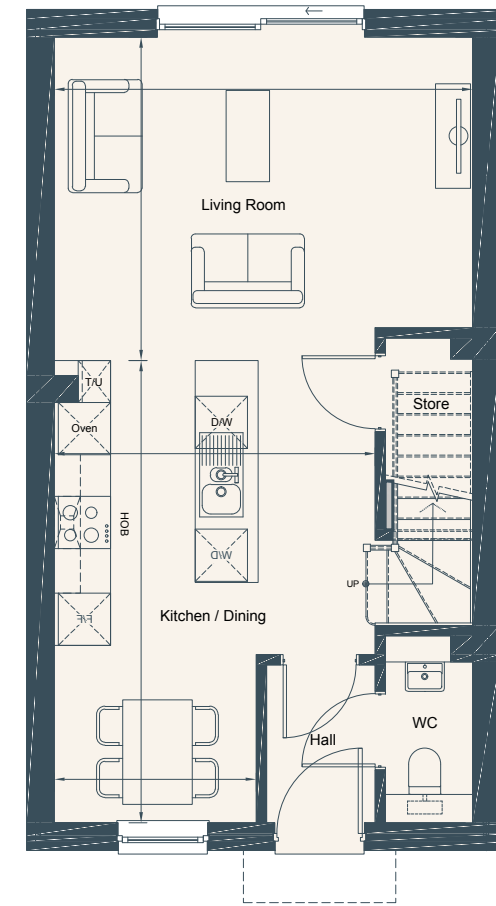 Living Room
T/U
Store
D/W
Oven
HOB
W/D
UP
F/F
Kitchen / Dining
WC
Hall